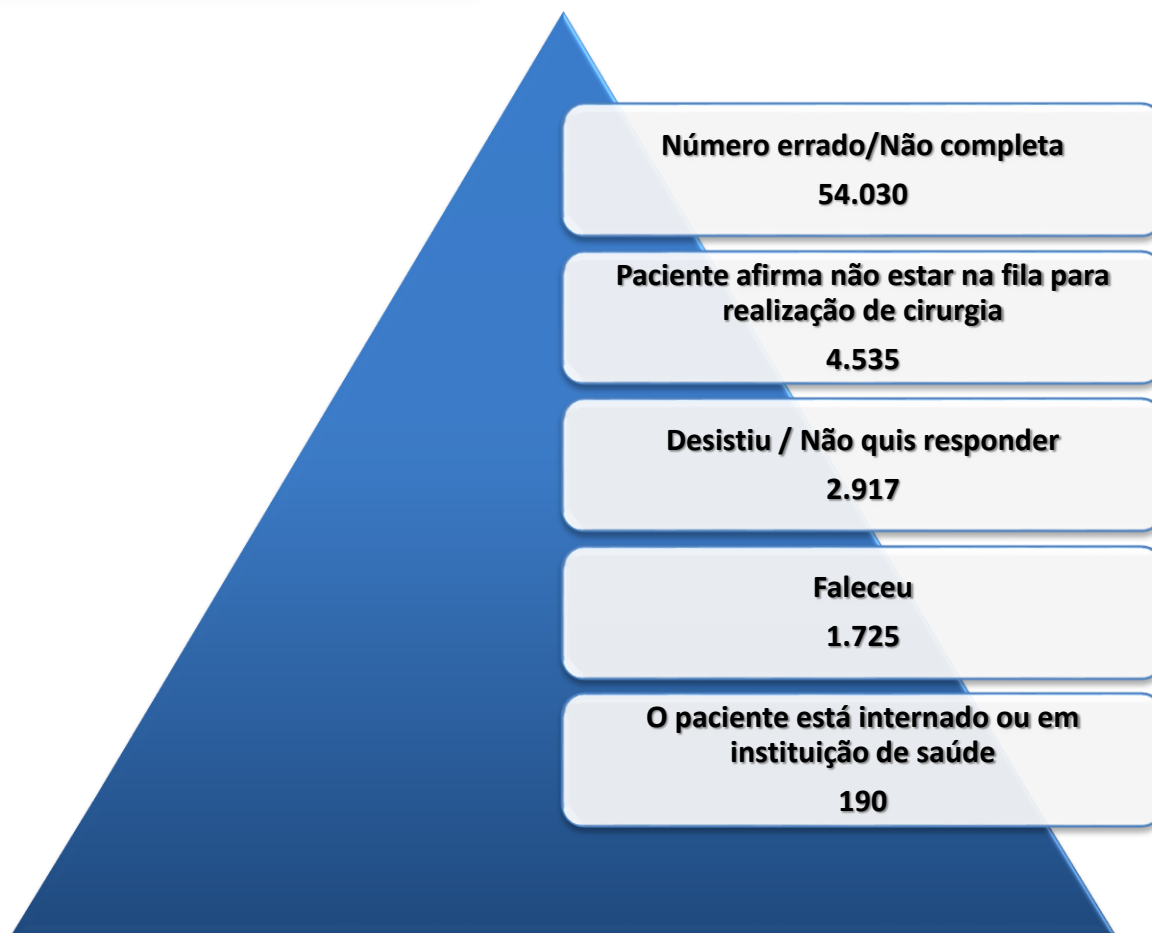 Número errado/Não completa
54.030
Paciente afirma não estar na fila para
realização de cirurgia
4.535
Desistiu / Não quis responder
2.917
Faleceu
1.725
O paciente está internado ou em
instituição de saúde
190